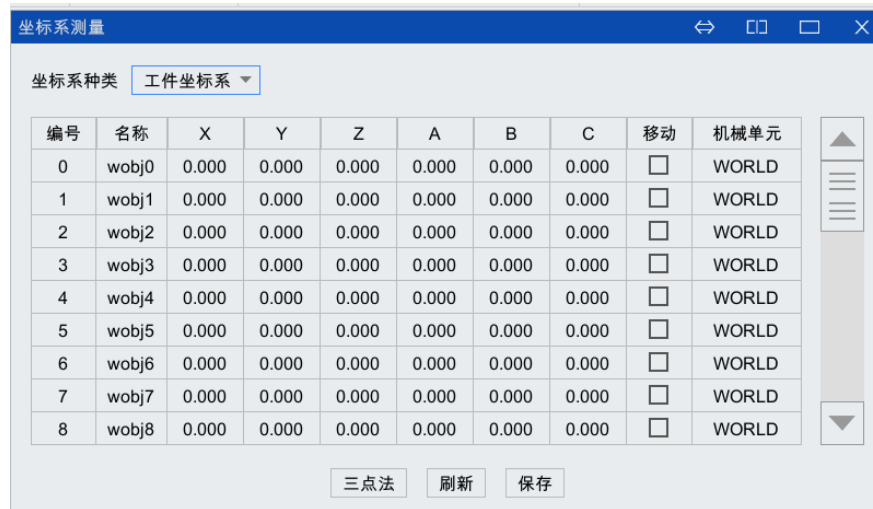 坐标系测量
坐标系种类 工件坐标系
编号 名称 X Y Z A B C 移动 机械单元
0 wobj0 0.000 0.000 0.000 0.000 0.000 0.000 WORLD
1 wobj1 0.000 0.000 0.000 0.000 0.000 0.000 WORLD
2 wobj2 0.000 0.000 0.000 0.000 0.000 0.000 WORLD
3 wobj3 0.000 0.000 0.000 0.000 0.000 0.000 WORLD
4 wobj4 0.000 0.000 0.000 0.000 0.000 0.000 WORLD
5 wobj5 0.000 0.000 0.000 0.000 0.000 0.000 WORLD
6 wobj6 0.000 0.000 0.000 0.000 0.000 0.000 WORLD
7 wobj7 0.000 0.000 0.000 0.000 0.000 0.000 WORLD
8 wobj8 0.000 0.000 0.000 0.000 0.000 0.000 WORLD
三点法 刷新 保存